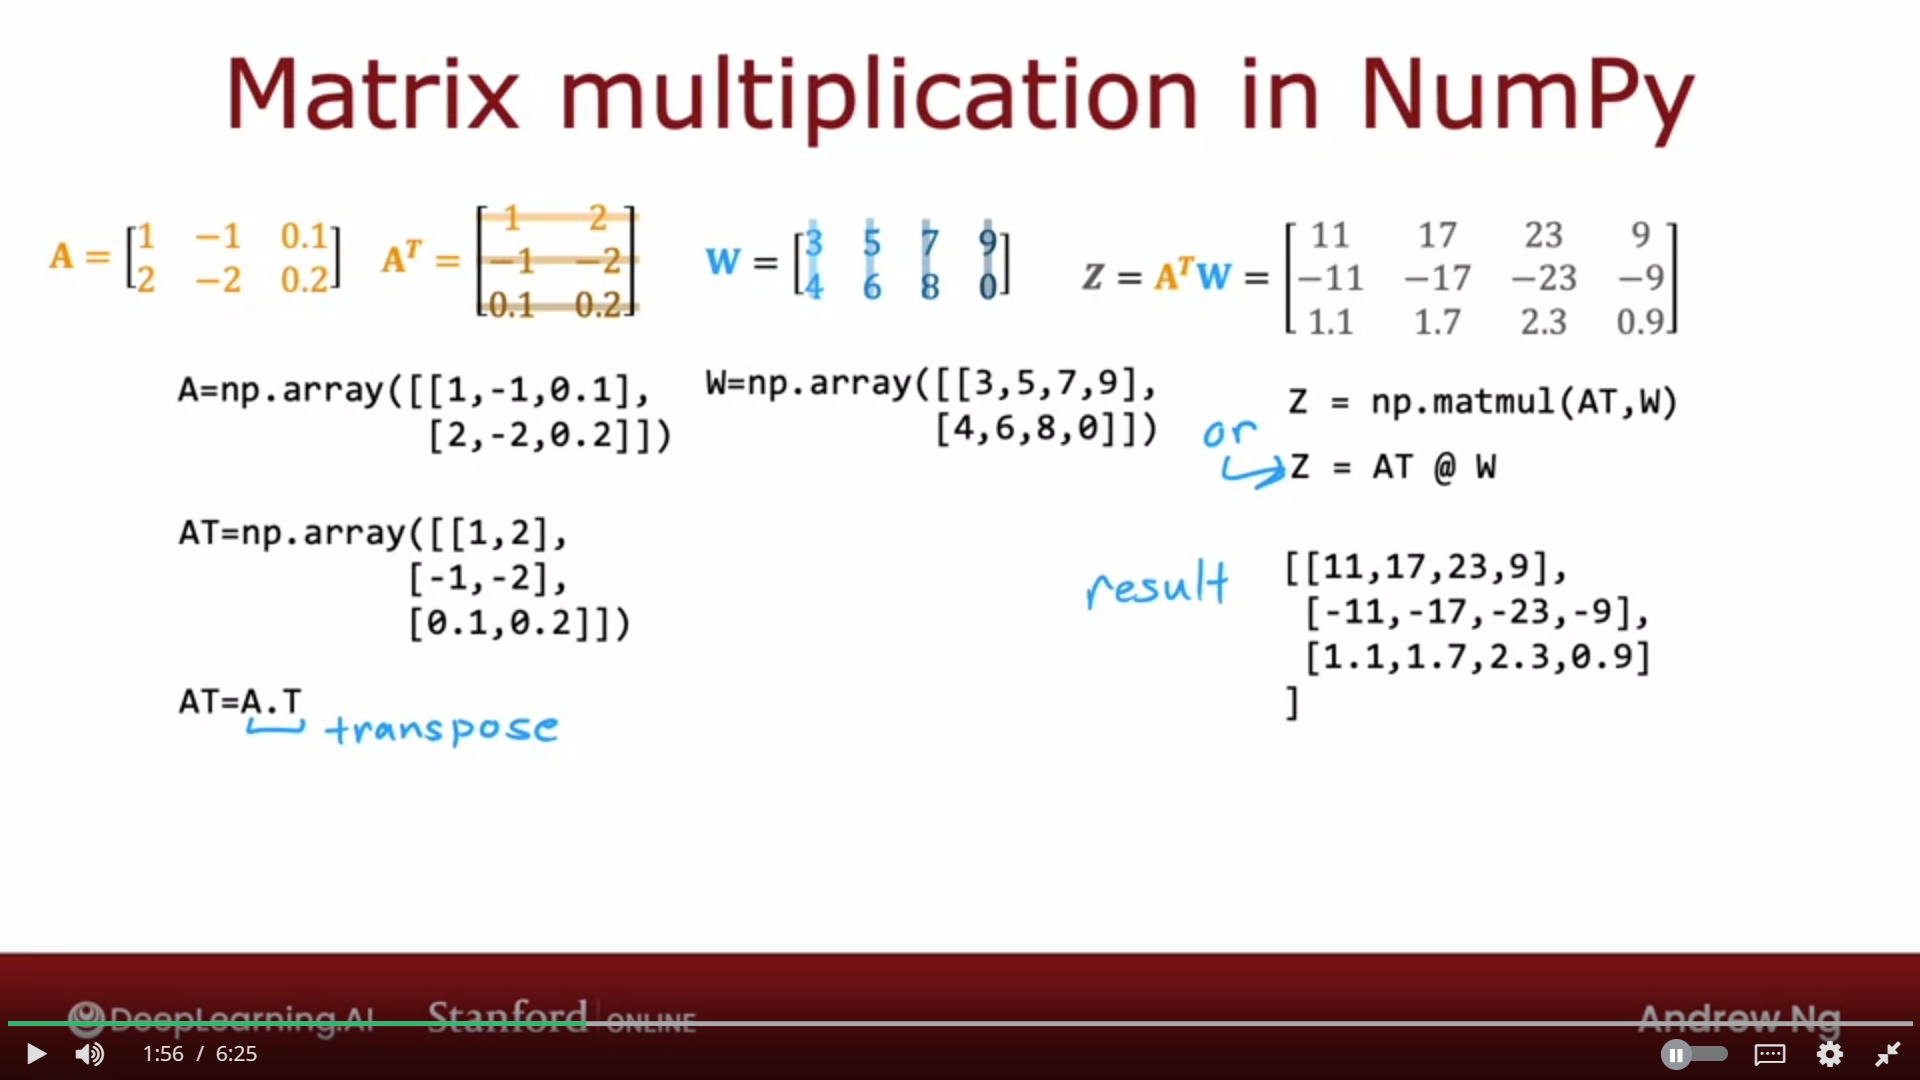 Matrix multiplication in NumPy
A = [1 −1 0.1
2 −2 0.2]
Aᵀ = [1 2
−1 −2
0.1 0.2]
W = [3 5 7 9
4 6 8 0]
Z = AᵀW = [11 17 23 9
−11 −17 −23 −9
1.1 1.7 2.3 0.9]
A=np.array([[1,-1,0.1],
[2,-2,0.2]])
AT=np.array([[1,2],
[-1,-2],
[0.1,0.2]])
AT=A.T
transpose
W=np.array([[3,5,7,9],
[4,6,8,0]])
Z = np.matmul(AT,W)
or
Z = AT @ W
result
[[11,17,23,9],
[-11,-17,-23,-9],
[1.1,1.7,2.3,0.9]
]
DeepLearning.AI Stanford | ONLINE Andrew Ng
1:56 / 6:25